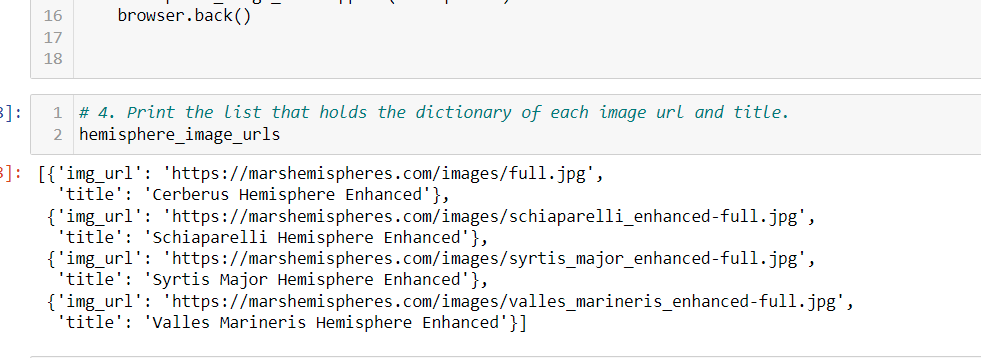 16 browser.back()
17
18
]: 1 # 4. Print the list that holds the dictionary of each image url and title.
2 hemisphere_image_urls
]: [{'img_url': 'https://marshemispheres.com/images/full.jpg',
'title': 'Cerberus Hemisphere Enhanced'},
{'img_url': 'https://marshemispheres.com/images/schiaparelli_enhanced-full.jpg',
'title': 'Schiaparelli Hemisphere Enhanced'},
{'img_url': 'https://marshemispheres.com/images/syrtis_major_enhanced-full.jpg',
'title': 'Syrtis Major Hemisphere Enhanced'},
{'img_url': 'https://marshemispheres.com/images/valles_marineris_enhanced-full.jpg',
'title': 'Valles Marineris Hemisphere Enhanced'}]